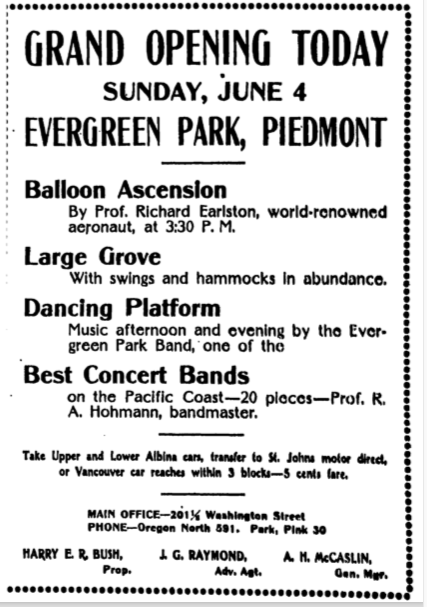 GRAND OPENING TODAY
SUNDAY, JUNE 4
EVERGREEN PARK, PIEDMONT
Balloon Ascension
By Prof. Richard Earlston, world-renowned
aeronaut, at 3:30 P. M.
Large Grove
With swings and hammocks in abundance.
Dancing Platform
Music afternoon and evening by the Ever-
green Park Band, one of the
Best Concert Bands
on the Pacific Coast—20 pieces—Prof. R.
A. Hohmann, bandmaster.
Take Upper and Lower Albina cars, transfer to St. Johns motor direct,
or Vancouver car reaches within 3 blocks—5 cents fare.
MAIN OFFICE—201½ Washington Street
PHONE—Oregon North 591. Park, Pink 30
HARRY E. R. BUSH, J. G. RAYMOND, A. H. McCASLIN,
Prop. Adv. Agt. Gen. Mgr.